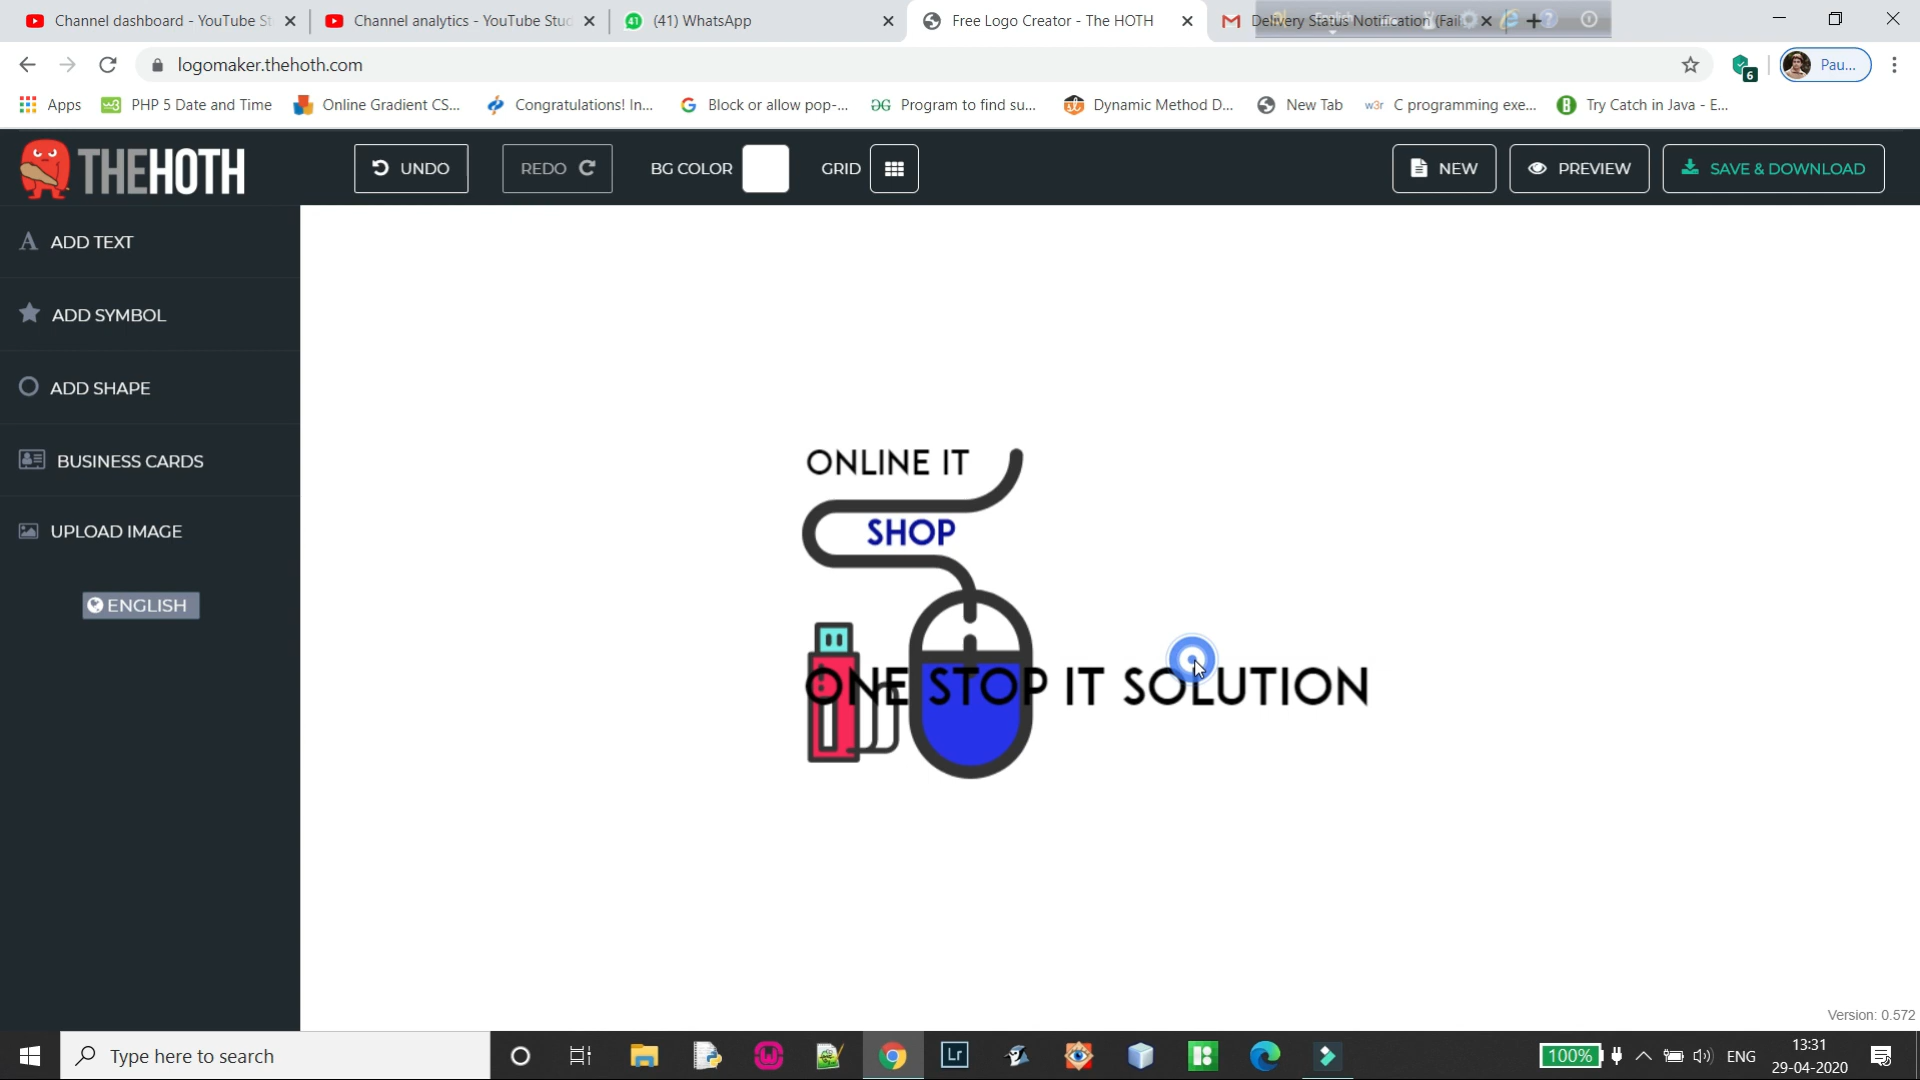 Channel dashboard - YouTube St
Channel analytics - YouTube Stud
(41) WhatsApp
Free Logo Creator - The HOTH
Delivery Status Notification (Fail
logomaker.thehoth.com
6
Pau...
Apps
PHP 5 Date and Time
Online Gradient CS...
Congratulations! In...
Block or allow pop-...
Program to find su...
Dynamic Method D...
New Tab
C programming exe...
Try Catch in Java - E...
THEHOTH
UNDO
REDO
BG COLOR
GRID
NEW
PREVIEW
SAVE & DOWNLOAD
ADD TEXT
ADD SYMBOL
ADD SHAPE
BUSINESS CARDS
UPLOAD IMAGE
ENGLISH
ONLINE IT
SHOP
ONE STOP IT SOLUTION
Version: 0.572
Type here to search
Lr
100%
ENG
13:31
29-04-2020